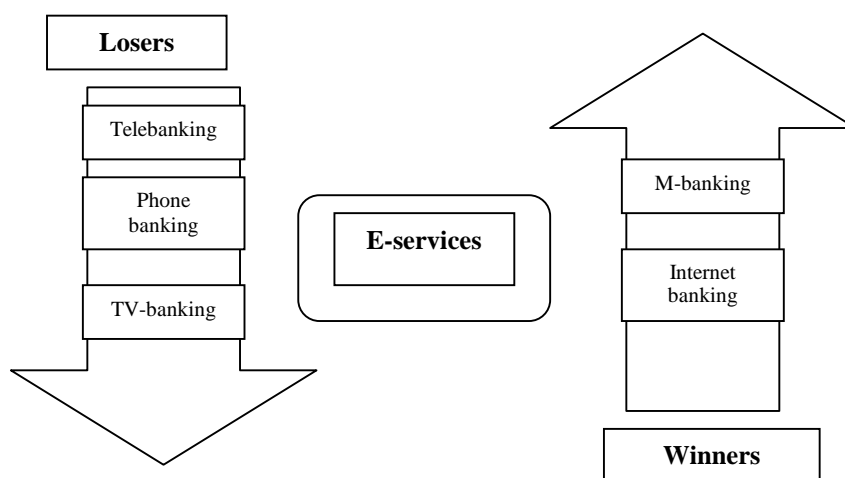 Losers
Telebanking
Phone
banking
TV-banking
E-services
M-banking
Internet
banking
Winners